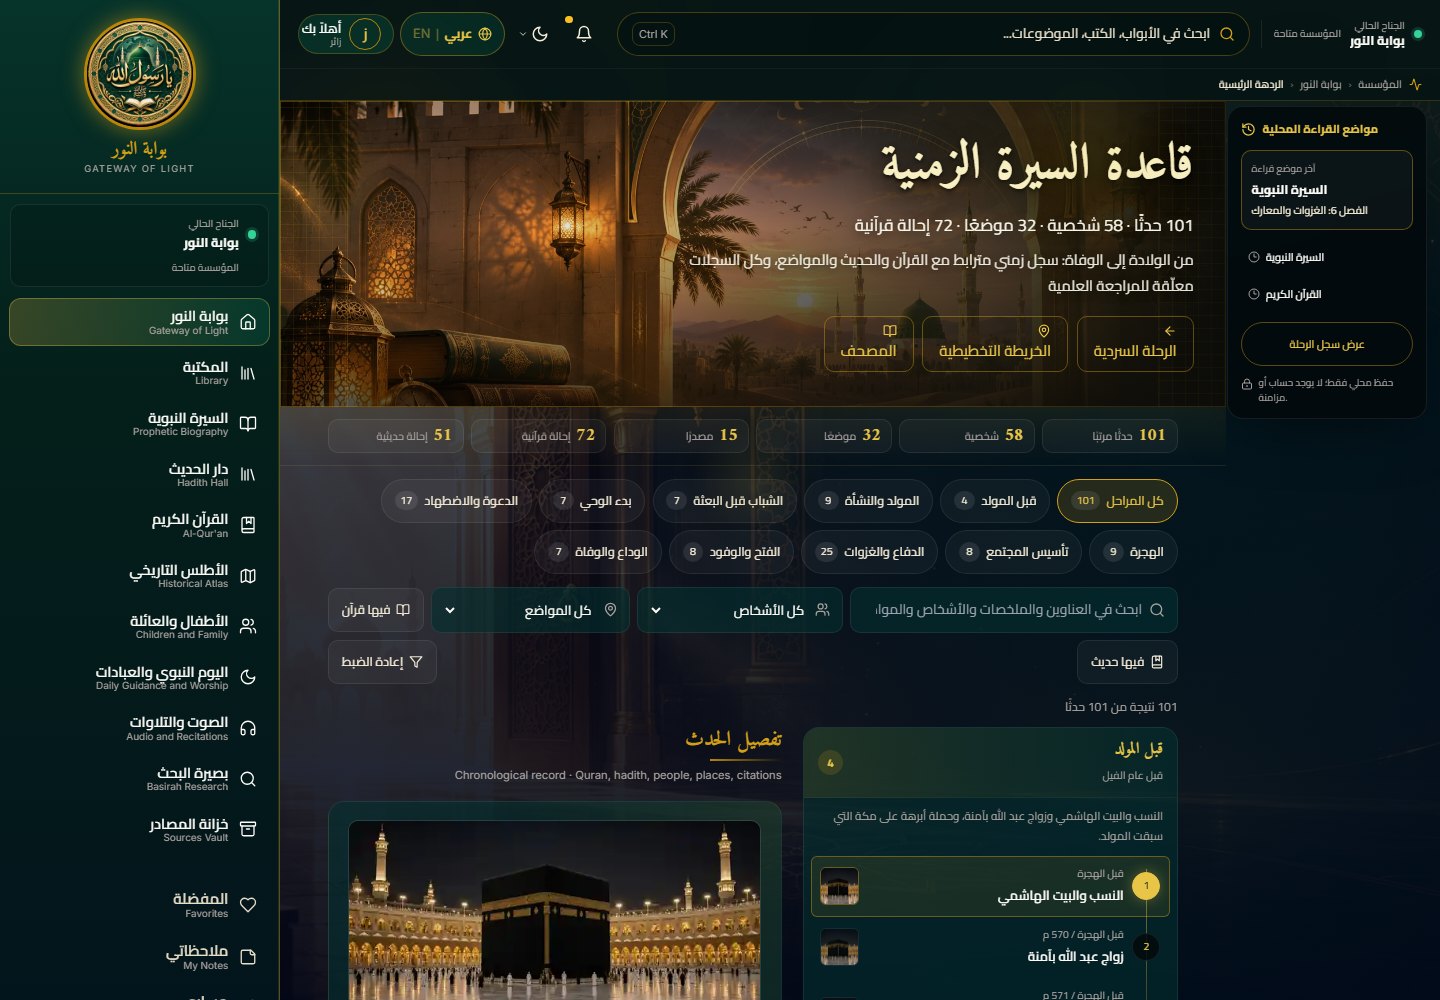 يا رسول الله
بوابة النور
GATEWAY OF LIGHT
الجناح الحالي
بوابة النور
المؤسسة متاحة
بوابة النور
Gateway of Light
المكتبة
Library
السيرة النبوية
Prophetic Biography
دار الحديث
Hadith Hall
القرآن الكريم
Al-Qur'an
الأطلس التاريخي
Historical Atlas
الأطفال والعائلة
Children and Family
اليوم النبوي والعبادات
Daily Guidance and Worship
الصوت والتلاوات
Audio and Recitations
بصيرة البحث
Basirah Research
خزانة المصادر
Sources Vault
المفضلة
Favorites
ملاحظاتي
My Notes
الجناح الحالي
بوابة النور
المؤسسة متاحة
ابحث في الأبواب، الكتب، الموضوعات...
Ctrl K
عربي | EN
ز
أهلاً بك
زائر
المؤسسة ‹ بوابة النور ‹ الردهة الرئيسية
مواضع القراءة المحلية
آخر موضع قراءة
السيرة النبوية
الفصل 6: الغزوات والمعارك
السيرة النبوية
القرآن الكريم
عرض سجل الرحلة
حفظ محلي فقط؛ لا يوجد حساب أو
مزامنة.
قاعدة السيرة الزمنية
101 حدثًا · 58 شخصية · 32 موضعًا · 72 إحالة قرآنية
من الولادة إلى الوفاة: سجل زمني مترابط مع القرآن والحديث والمواضع، وكل السجلات
معلّقة للمراجعة العلمية
الرحلة السردية
الخريطة التخطيطية
المصحف
101 حدثًا مرتبًا
58 شخصية
32 موضعًا
15 مصدرًا
72 إحالة قرآنية
51 إحالة حديثية
كل المراحل 101
قبل المولد 4
المولد والنشأة 9
الشباب قبل البعثة 7
بدء الوحي 7
الدعوة والاضطهاد 17
الهجرة 9
تأسيس المجتمع 8
الدفاع والغزوات 25
الفتح والوفود 8
الوداع والوفاة 7
ابحث في العناوين والملخصات والأشخاص والموا
كل الأشخاص
كل المواضع
فيها قرآن
فيها حديث
إعادة الضبط
101 نتيجة من 101 حدثًا
قبل المولد
قبل عام الفيل
4
النسب والبيت الهاشمي وزواج عبد الله بآمنة، وحملة أبرهة على مكة التي
سبقت المولد.
1
قبل الهجرة
النسب والبيت الهاشمي
2
قبل الهجرة / 570 م
زواج عبد الله بآمنة
قبل الهجرة / 571 م
تفصيل الحدث
Chronological record · Quran, hadith, people, places, citations